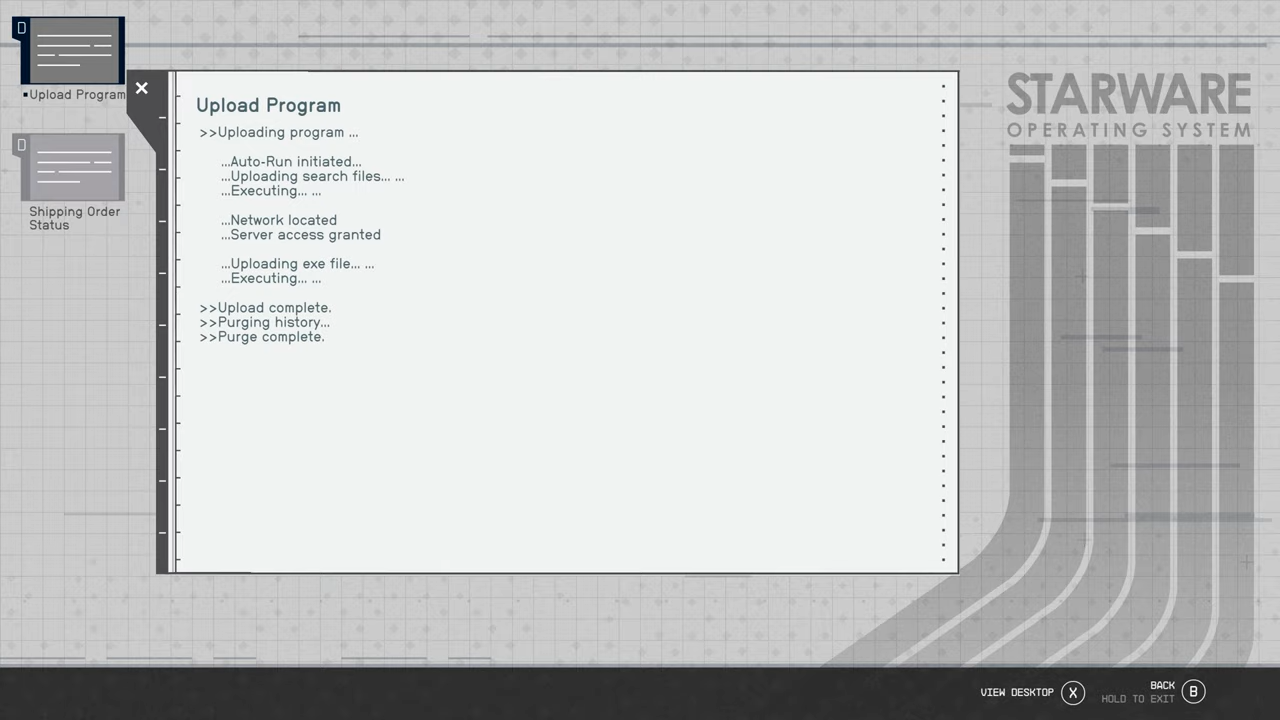 D
Upload Program
D
Shipping Order
Status
Upload Program
>>Uploading program ...
...Auto-Run initiated...
...Uploading search files... ...
...Executing... ...
...Network located
...Server access granted
...Uploading exe file... ...
...Executing... ...
>>Upload complete.
>>Purging history...
>>Purge complete.
STARWARE
OPERATING SYSTEM
VIEW DESKTOP X
BACK B
HOLD TO EXIT